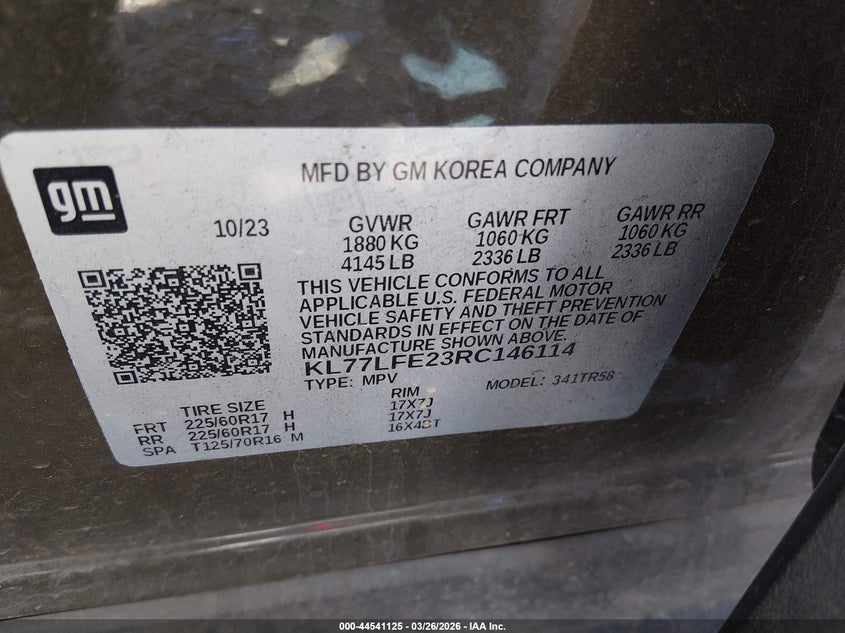 gm
MFD BY GM KOREA COMPANY
10/23 GVWR GAWR FRT GAWR RR
1880 KG 1060 KG 1060 KG
4145 LB 2336 LB 2336 LB
THIS VEHICLE CONFORMS TO ALL
APPLICABLE U.S. FEDERAL MOTOR
VEHICLE SAFETY AND THEFT PREVENTION
STANDARDS IN EFFECT ON THE DATE OF
MANUFACTURE SHOWN ABOVE.
KL77LFE23RC146114
TYPE: MPV MODEL: 341TR58
TIRE SIZE RIM
FRT 225/60R17 H 17X7J
RR 225/60R17 H 17X7J
SPA T125/70R16 M 16X4BT
000-44541125 - 03/26/2026 - IAA Inc.